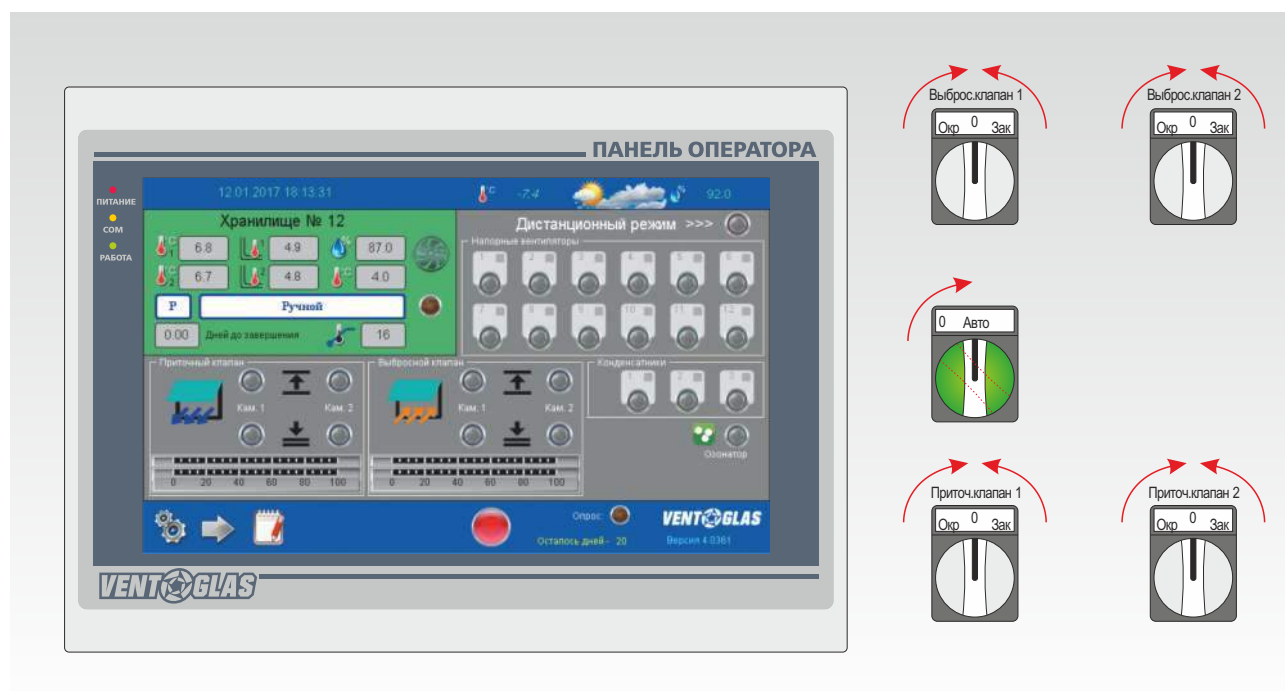 ПАНЕЛЬ ОПЕРАТОРА
ПИТАНИЕ
COM
РАБОТА
12.01.2017 18:13:31
°C -7.4
% 92.0
Хранилище № 12
Дистанционный режим >>>
°C 1 6.8 1 4.9 % 87.0
°C 2 6.7 2 4.8 °C 4.0
Р Ручной
0.00 Дней до завершения 16
Напорные вентиляторы
1 2 3 4 5 6
7 8 9 10 11 12
Приточный клапан
Кам. 1 Кам. 2
0 20 40 60 80 100
Выбросной клапан
Кам. 1 Кам. 2
0 20 40 60 80 100
Конденсатники
1 2 3
Озонатор
Опрос:
Осталось дней - 20
VENTOGLAS
Версия 4.0361
VENTOGLAS
Выброс.клапан 1
Окр 0 Зак
Выброс.клапан 2
Окр 0 Зак
0 Авто
Приточ.клапан 1
Окр 0 Зак
Приточ.клапан 2
Окр 0 Зак